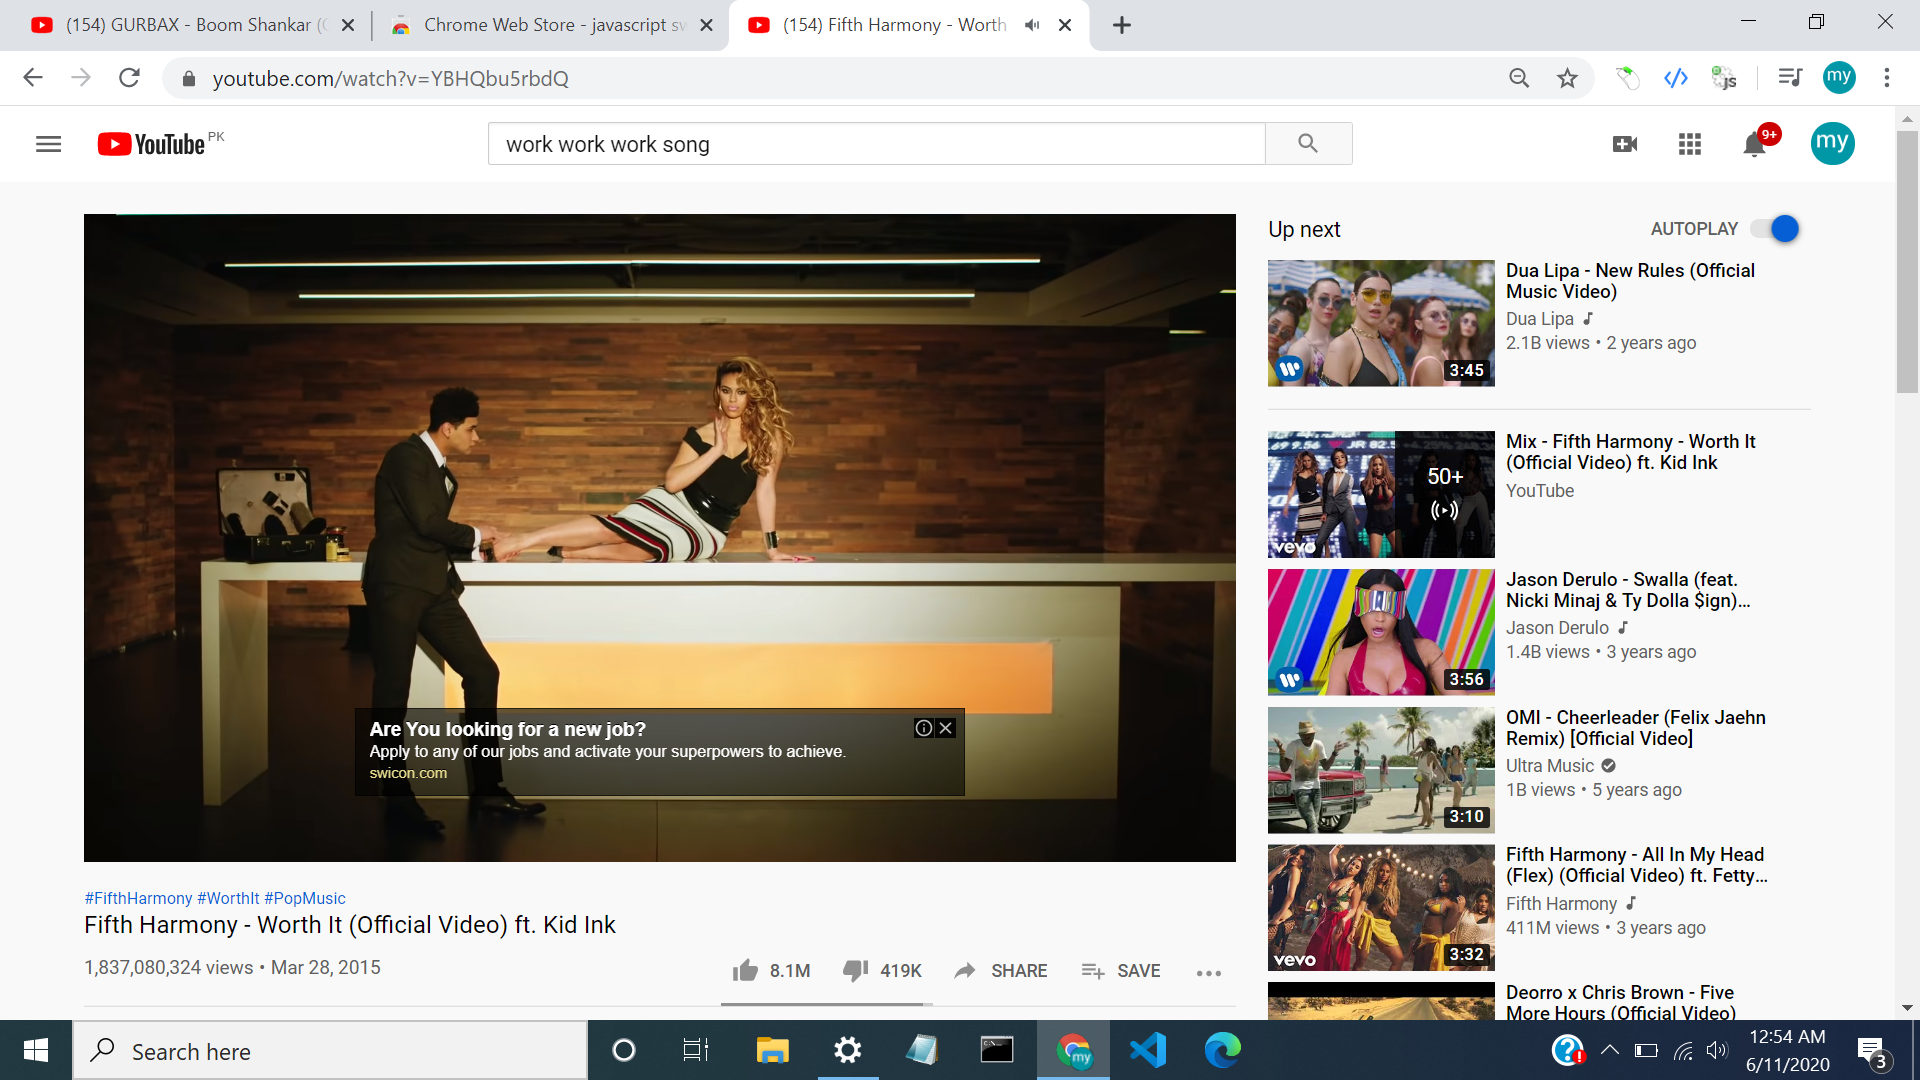 (154) GURBAX - Boom Shankar (
Chrome Web Store - javascript sw
(154) Fifth Harmony - Worth
youtube.com/watch?v=YBHQbu5rbdQ
js
my
YouTube PK
work work work song
9+
my
Up next
AUTOPLAY
3:45
Dua Lipa - New Rules (Official
Music Video)
Dua Lipa
2.1B views • 2 years ago
50+
vevo
Mix - Fifth Harmony - Worth It
(Official Video) ft. Kid Ink
YouTube
3:56
Jason Derulo - Swalla (feat.
Nicki Minaj & Ty Dolla $ign)...
Jason Derulo
1.4B views • 3 years ago
3:10
OMI - Cheerleader (Felix Jaehn
Remix) [Official Video]
Ultra Music
1B views • 5 years ago
vevo
3:32
Fifth Harmony - All In My Head
(Flex) (Official Video) ft. Fetty...
Fifth Harmony
411M views • 3 years ago
Deorro x Chris Brown - Five
More Hours (Official Video)
Are You looking for a new job?
Apply to any of our jobs and activate your superpowers to achieve.
swicon.com
#FifthHarmony #WorthIt #PopMusic
Fifth Harmony - Worth It (Official Video) ft. Kid Ink
1,837,080,324 views • Mar 28, 2015
8.1M
419K
SHARE
SAVE
Search here
my
12:54 AM
6/11/2020
3